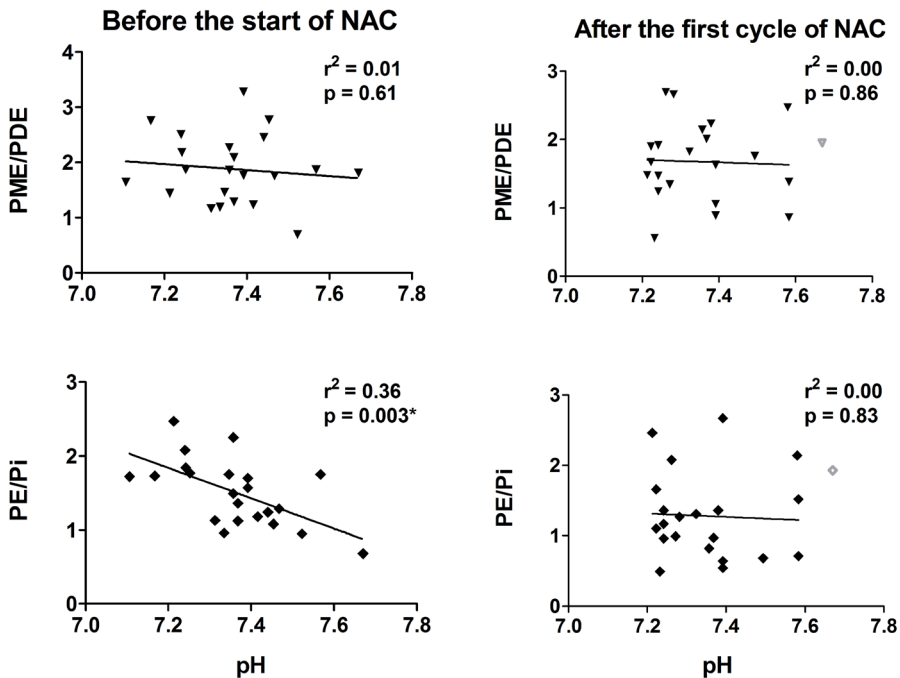 Before the start of NAC
r² = 0.01
p = 0.61
PME/PDE
4
3
2
1
0
7.0 7.2 7.4 7.6 7.8
After the first cycle of NAC
r² = 0.00
p = 0.86
PME/PDE
3
2
1
0
7.0 7.2 7.4 7.6 7.8
r² = 0.36
p = 0.003*
PE/Pi
3
2
1
0
7.0 7.2 7.4 7.6 7.8
pH
r² = 0.00
p = 0.83
PE/Pi
3
2
1
0
7.0 7.2 7.4 7.6 7.8
pH